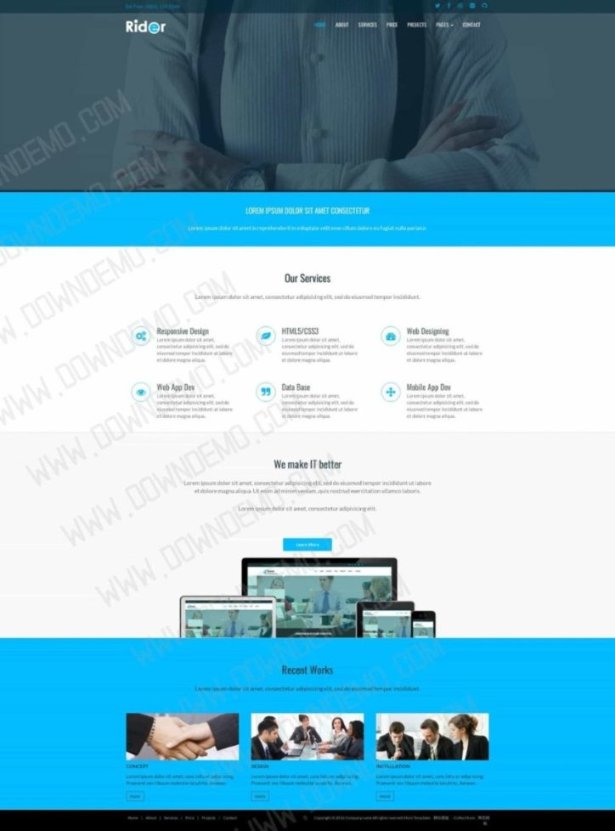 Rider
HOME ABOUT SERVICES PRICE PROJECTS PAGES CONTACT
LOREM IPSUM DOLOR SIT AMET CONSECTETUR
Lorem ipsum dolor sit amet in reprehenderit in voluptate velit esse cillum dolore eu fugiat nulla pariatur
Our Services
Lorem ipsum dolor sit amet, consectetur adipisicing elit, sed do eiusmod tempor incididunt.
Responsive Design
Lorem ipsum dolor sit amet,
consectetur adipisicing elit, sed do
eiusmod tempor incididunt ut labore
et dolore magna aliqua.
HTML5/CSS3
Lorem ipsum dolor sit amet,
consectetur adipisicing elit, sed do
eiusmod tempor incididunt ut labore
et dolore magna aliqua.
Web Designing
Lorem ipsum dolor sit amet,
consectetur adipisicing elit, sed do
eiusmod tempor incididunt ut labore
et dolore magna aliqua.
Web App Dev
Lorem ipsum dolor sit amet,
consectetur adipisicing elit, sed do
eiusmod tempor incididunt ut labore
et dolore magna aliqua.
Data Base
Lorem ipsum dolor sit amet,
consectetur adipisicing elit, sed do
eiusmod tempor incididunt ut labore
et dolore magna aliqua.
Mobile App Dev
Lorem ipsum dolor sit amet,
consectetur adipisicing elit, sed do
eiusmod tempor incididunt ut labore
et dolore magna aliqua.
We make IT better
Lorem ipsum dolor sit amet, consectetur adipisicing elit, sed do eiusmod tempor incididunt ut labore
et dolore magna aliqua. Ut enim ad minim veniam, quis nostrud exercitation ullamco laboris.
Lorem ipsum dolor sit amet, consectetur adipisicing elit.
Learn More
Recent Works
Lorem ipsum dolor sit amet, consectetur adipisicing elit, sed do eiusmod tempor incididunt.
CONCEPT
Lorem ipsum dolor sit amet, cons adipisicing elit, sed do eiusmod
DESIGN
INSTALLATION
Home | About | Services | Price | Projects | Contact
WWW.DOWNDEMO.COM